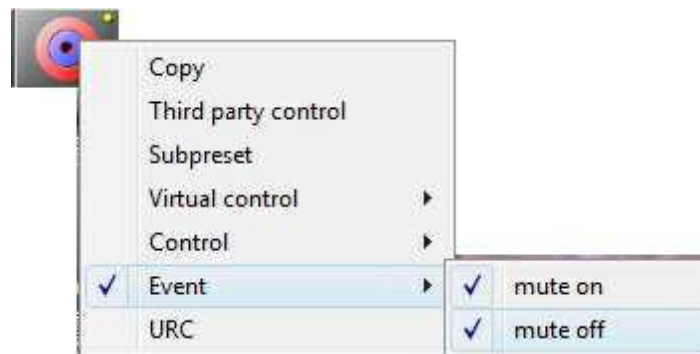 Copy
Third party control
Subpreset
Virtual control
Control
Event
mute on
URC
mute off